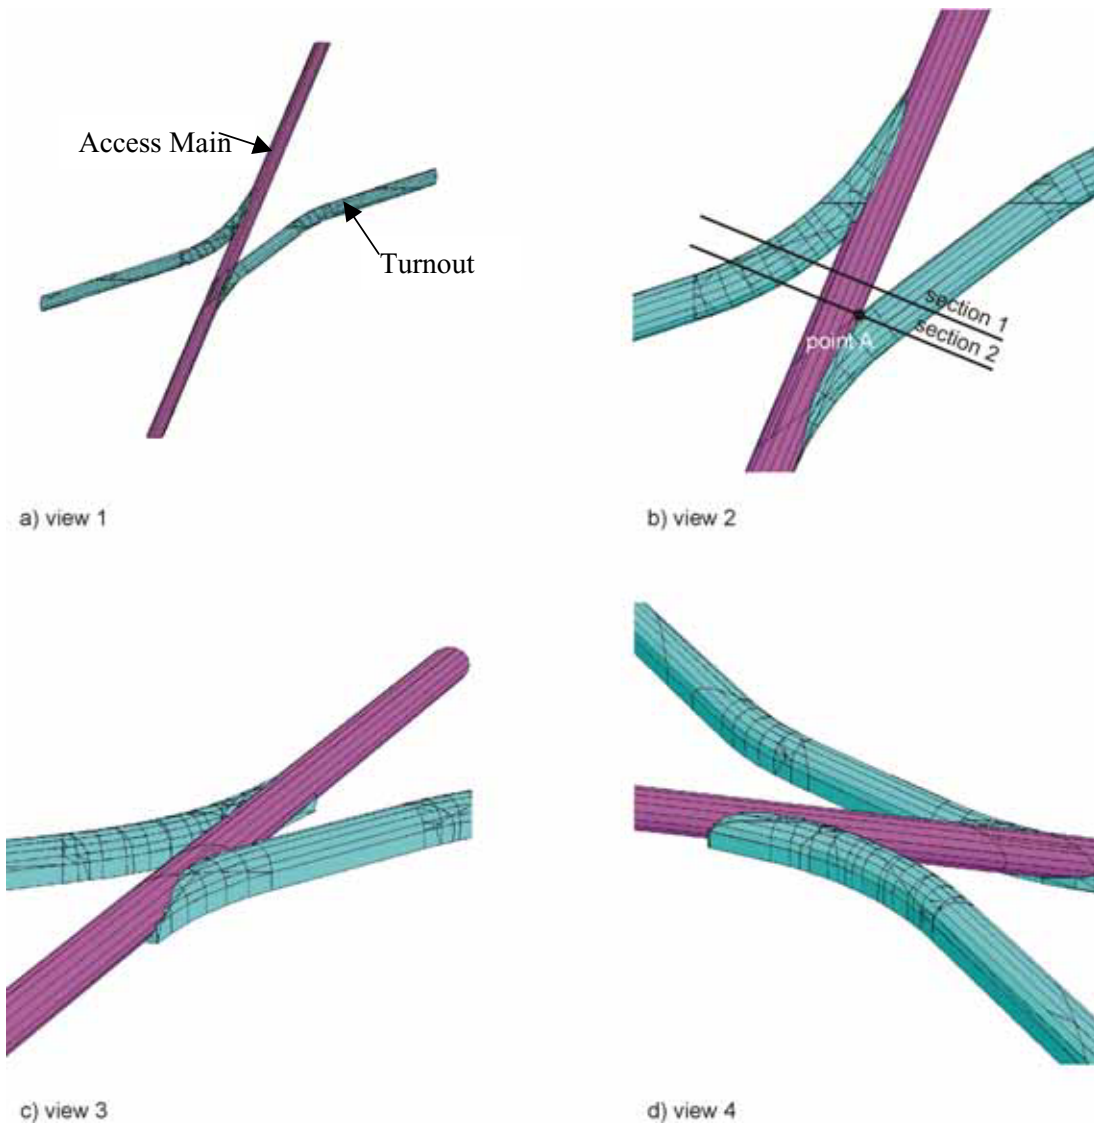 Access Main
Turnout
a) view 1
section 1
section 2
point A
b) view 2
c) view 3
d) view 4